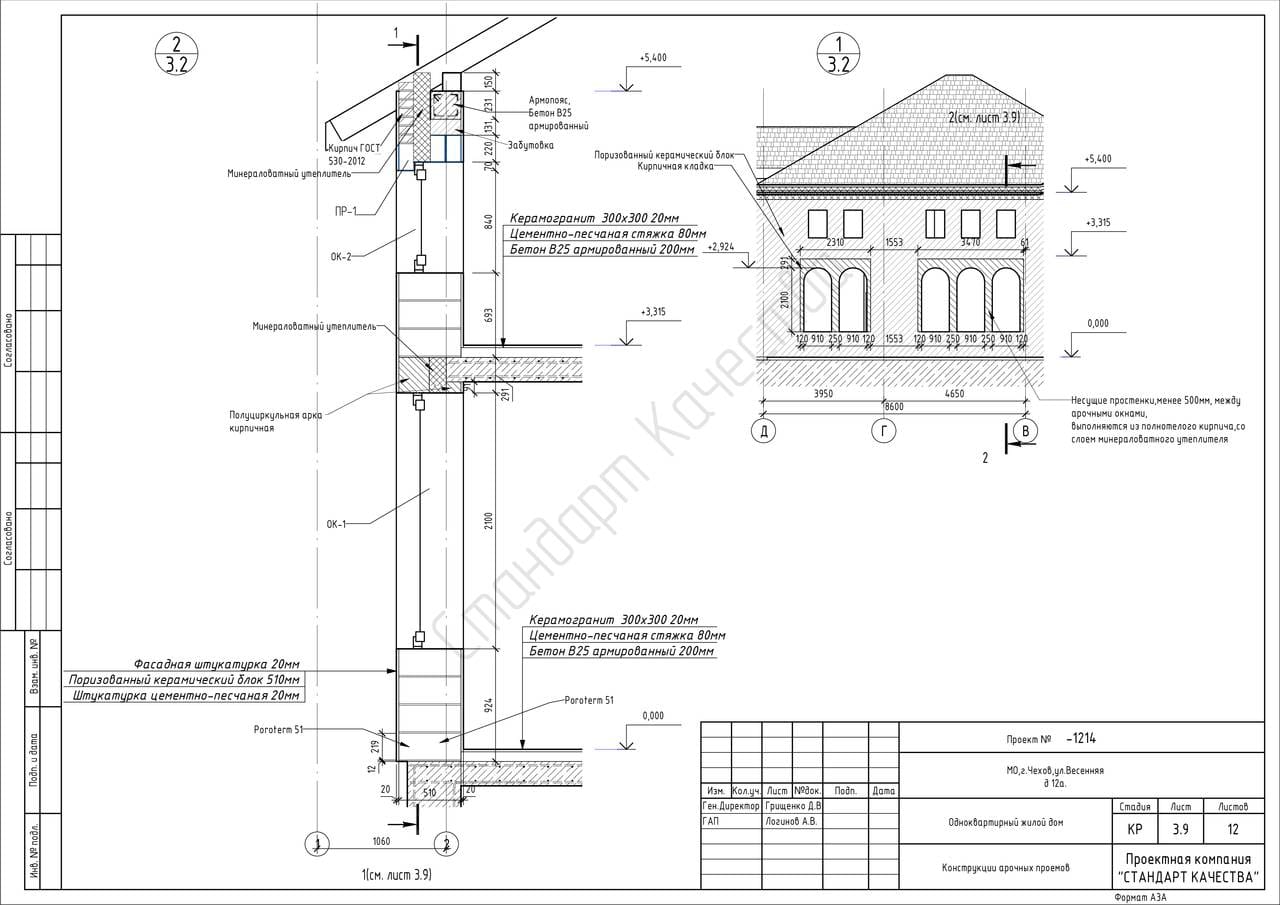 2
3.2
1
1
3.2
+5,400
150
231
131
220
70
Армопояс,
Бетон В25
армированный
Забутовка
Кирпич ГОСТ
530-2012
Минераловатный утеплитель
ПР-1
ОК-2
840
Керамогранит 300х300 20мм
Цементно-песчаная стяжка 80мм
Бетон В25 армированный 200мм
Минераловатный утеплитель
693
+3,315
91
291
Полуциркульная арка
кирпичная
ОК-1
2100
Керамогранит 300х300 20мм
Цементно-песчаная стяжка 80мм
Бетон В25 армированный 200мм
Фасадная штукатурка 20мм
Поризованный керамический блок 510мм
Штукатурка цементно-песчаная 20мм
Poroterm 51
Poroterm 51
924
0,000
219
12
20
510
20
1
1060
2
1(см. лист 3.9)
2(см. лист 3.9)
Поризованный керамический блок
Кирпичная кладка
+5,400
+3,315
+2,924
2310
1553
3470
61
291
2100
0,000
120 910 250 910 120 1553 120 910 250 910 250 910 120
3950
4650
8600
Д
Г
В
2
Несущие простенки,менее 500мм, между
арочными окнами,
выполняются из полнотелого кирпича,со
слоем минераловатного утеплителя
Стандарт Качества
Согласовано
Согласовано
Взам. инв. №
Подп. и дата
Инв. № подл.
Проект № -1214
МО,г.Чехов,ул.Весенняя
д 12а.
Изм. Кол.уч. Лист №док. Подп. Дата
Ген.Директор Грищенко Д.В
ГАП Логинов А.В.
Одноквартирный жилой дом
Стадия Лист Листов
КР 3.9 12
Конструкции арочных проемов
Проектная компания
"СТАНДАРТ КАЧЕСТВА"
Формат А3А